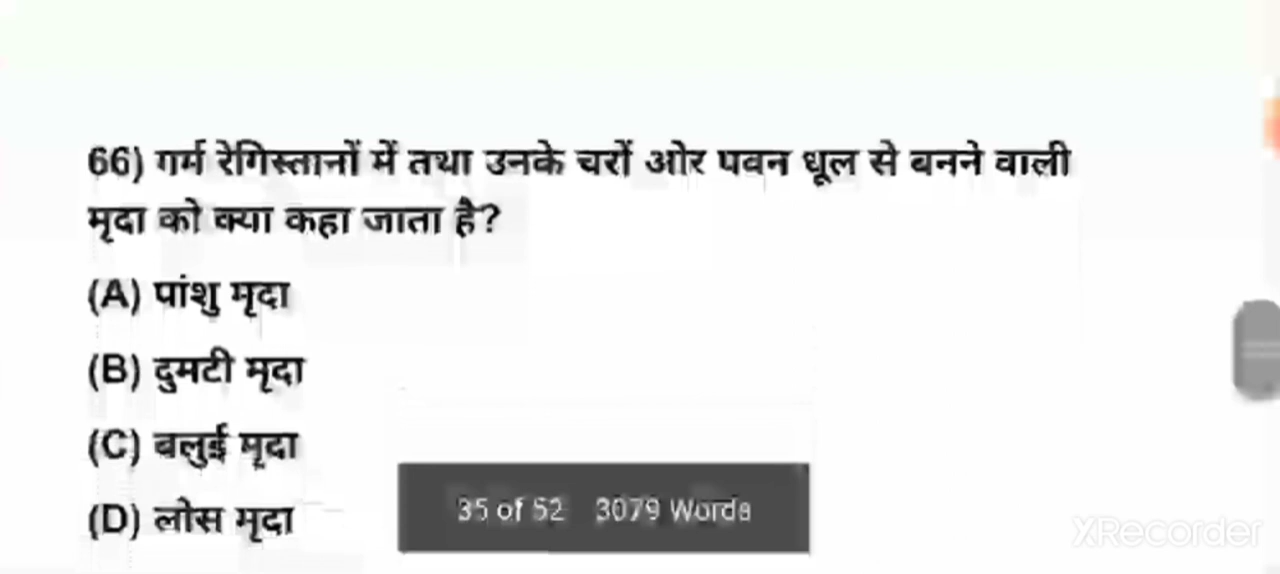 66) गर्म रेगिस्तानों में तथा उनके चरों ओर पवन धूल से बनने वाली
मृदा को क्या कहा जाता है?
(A) पांशु मृदा
(B) दुमटी मृदा
(C) बलुई मृदा
(D) लोस मृदा
35 of 52 3079 Words
XRecorder